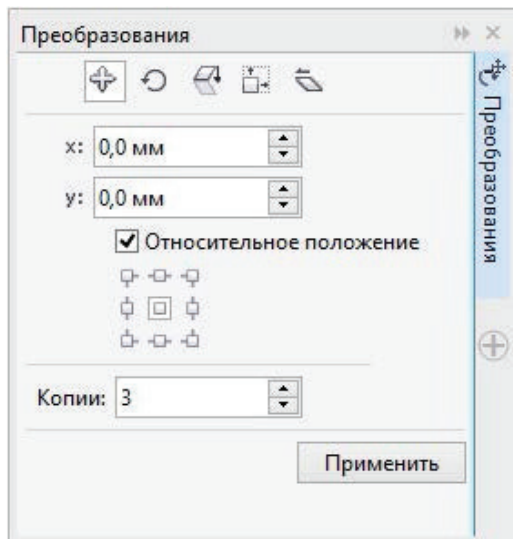 Преобразования
x: 0,0 мм
y: 0,0 мм
Относительное положение
Копии: 3
Применить
Преобразования